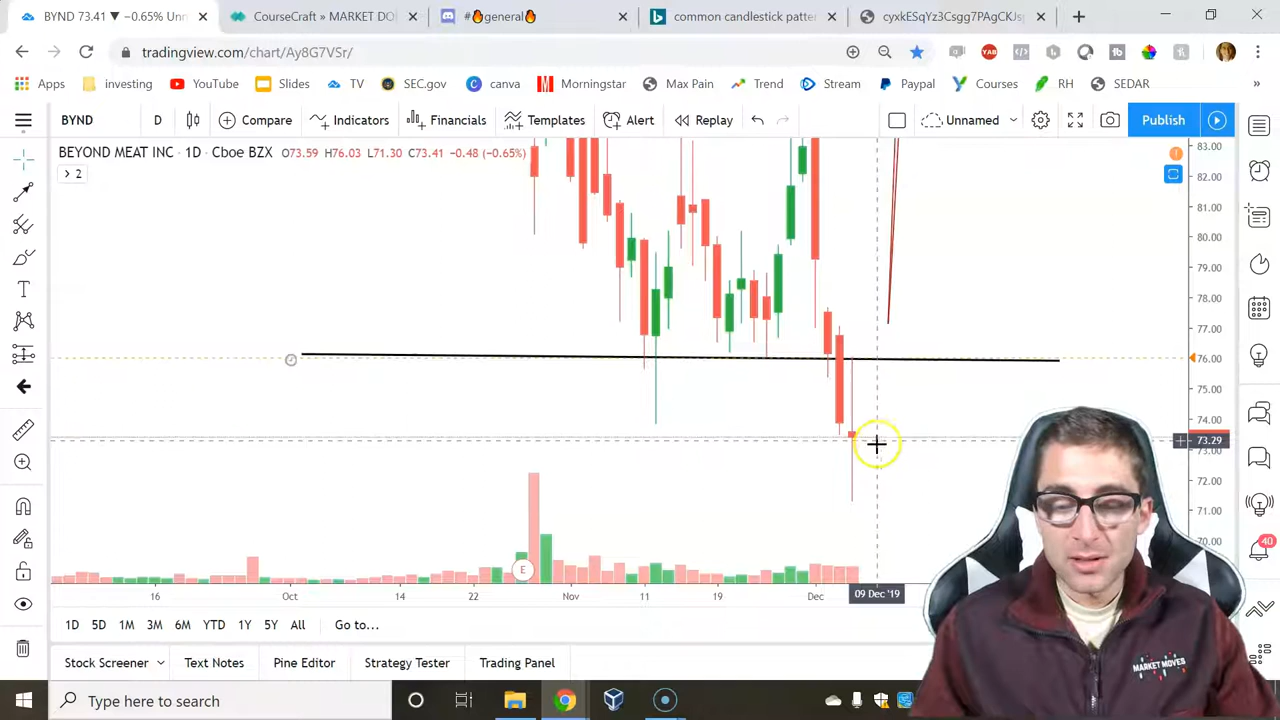 BYND 73.41 ▼ −0.65% Unn
CourseCraft » MARKET DO
#🔥general🔥
common candlestick patter
cyxkESqYz3Csgg7PAgCKJs
tradingview.com/chart/Ay8G7VSr/
YAB
Apps
investing
YouTube
Slides
TV
SEC.gov
canva
Morningstar
Max Pain
Trend
Stream
Paypal
Courses
RH
SEDAR
»
BYND
D
Compare
Indicators
Financials
Templates
Alert
Replay
Unnamed
Publish
BEYOND MEAT INC · 1D · Cboe BZX O73.59 H76.03 L71.30 C73.41 −0.48 (−0.65%)
2
83.00
82.00
81.00
80.00
79.00
78.00
77.00
76.00
75.00
74.00
73.29
73.00
72.00
71.00
70.00
40
E
16
Oct
14
22
Nov
11
19
Dec
09 Dec '19
1D 5D 1M 3M 6M YTD 1Y 5Y All Go to...
Stock Screener Text Notes Pine Editor Strategy Tester Trading Panel
MARKET MOVES
Type here to search